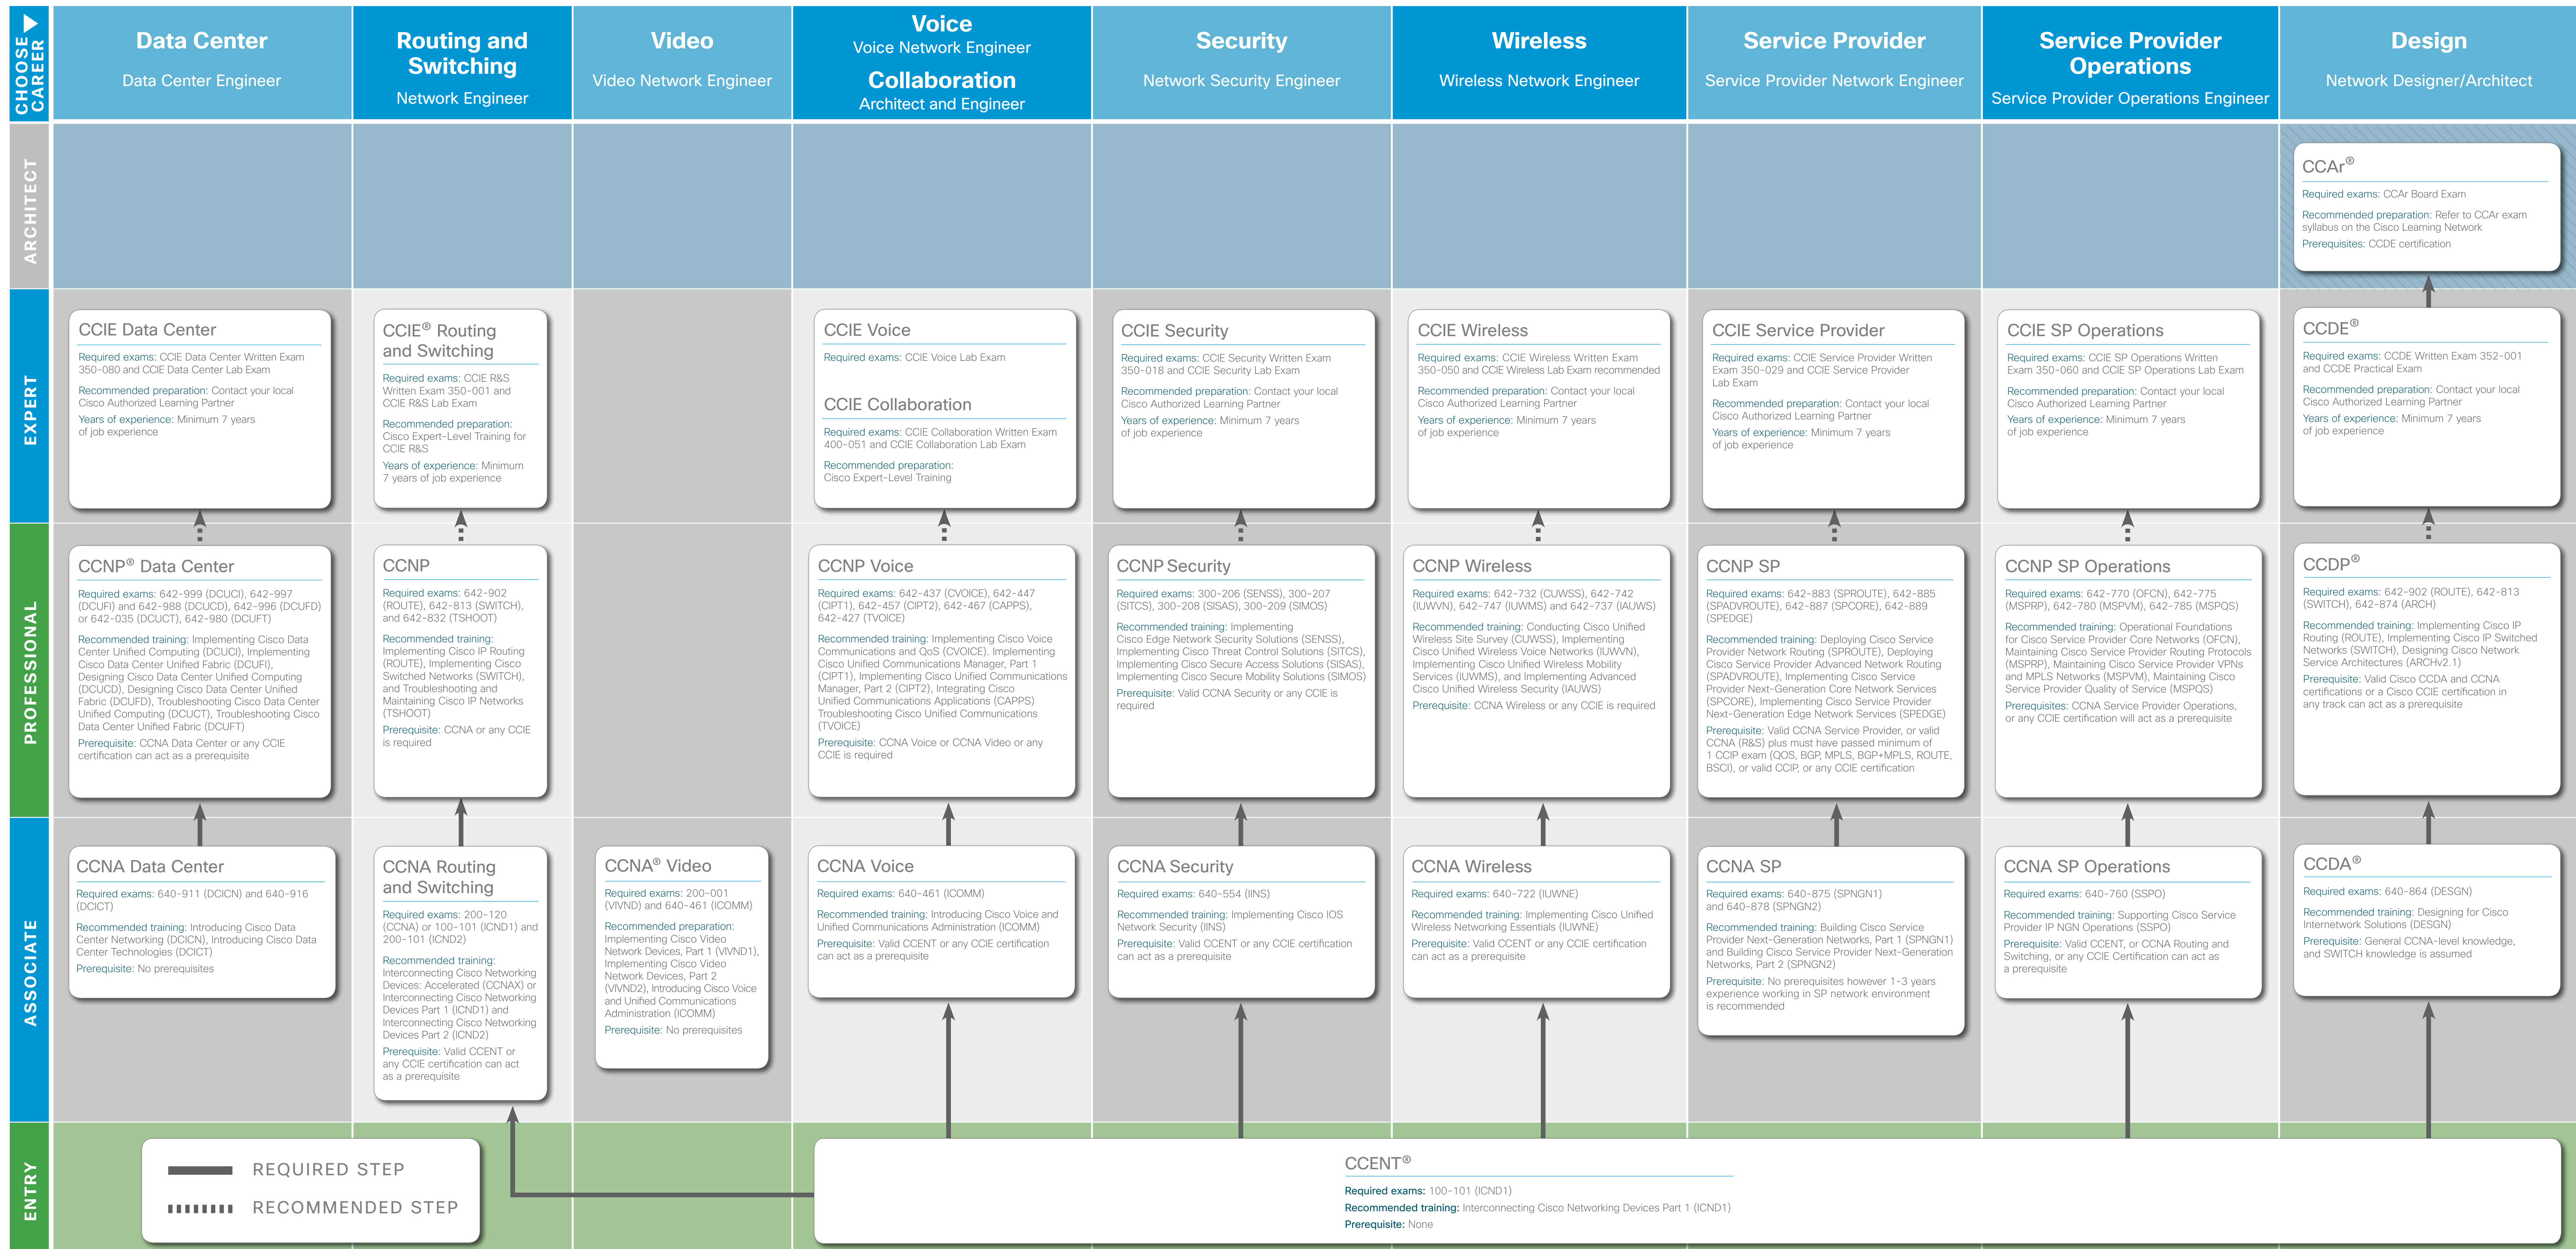 CHOOSE
CAREER
Data Center
Data Center Engineer
Routing and
Switching
Network Engineer
Video
Video Network Engineer
Voice
Voice Network Engineer
Collaboration
Architect and Engineer
Security
Network Security Engineer
Wireless
Wireless Network Engineer
Service Provider
Service Provider Network Engineer
Service Provider
Operations
Service Provider Operations Engineer
Design
Network Designer/Architect
ARCHITECT
CCAr®
Required exams: CCAr Board Exam
Recommended preparation: Refer to CCAr exam
syllabus on the Cisco Learning Network
Prerequisites: CCDE certification
EXPERT
CCIE Data Center
Required exams: CCIE Data Center Written Exam
350-080 and CCIE Data Center Lab Exam
Recommended preparation: Contact your local
Cisco Authorized Learning Partner
Years of experience: Minimum 7 years
of job experience
CCIE® Routing
and Switching
Required exams: CCIE R&S
Written Exam 350-001 and
CCIE R&S Lab Exam
Recommended preparation:
Cisco Expert-Level Training for
CCIE R&S
Years of experience: Minimum
7 years of job experience
CCIE Voice
Required exams: CCIE Voice Lab Exam
CCIE Collaboration
Required exams: CCIE Collaboration Written Exam
400-051 and CCIE Collaboration Lab Exam
Recommended preparation:
Cisco Expert-Level Training
CCIE Security
Required exams: CCIE Security Written Exam
350-018 and CCIE Security Lab Exam
Recommended preparation: Contact your local
Cisco Authorized Learning Partner
Years of experience: Minimum 7 years
of job experience
CCIE Wireless
Required exams: CCIE Wireless Written Exam
350-050 and CCIE Wireless Lab Exam recommended
Recommended preparation: Contact your local
Cisco Authorized Learning Partner
Years of experience: Minimum 7 years
of job experience
CCIE Service Provider
Required exams: CCIE Service Provider Written
Exam 350-029 and CCIE Service Provider
Lab Exam
Recommended preparation: Contact your local
Cisco Authorized Learning Partner
Years of experience: Minimum 7 years
of job experience
CCIE SP Operations
Required exams: CCIE SP Operations Written
Exam 350-060 and CCIE SP Operations Lab Exam
Recommended preparation: Contact your local
Cisco Authorized Learning Partner
Years of experience: Minimum 7 years
of job experience
CCDE®
Required exams: CCDE Written Exam 352-001
and CCDE Practical Exam
Recommended preparation: Contact your local
Cisco Authorized Learning Partner
Years of experience: Minimum 7 years
of job experience
PROFESSIONAL
CCNP® Data Center
Required exams: 642-999 (DCUCI), 642-997
(DCUFI) and 642-988 (DCUCD), 642-996 (DCUFD)
or 642-035 (DCUCT), 642-980 (DCUFT)
Recommended training: Implementing Cisco Data
Center Unified Computing (DCUCI), Implementing
Cisco Data Center Unified Fabric (DCUFI),
Designing Cisco Data Center Unified Computing
(DCUCD), Designing Cisco Data Center Unified
Fabric (DCUFD), Troubleshooting Cisco Data Center
Unified Computing (DCUCT), Troubleshooting Cisco
Data Center Unified Fabric (DCUFT)
Prerequisite: CCNA Data Center or any CCIE
certification can act as a prerequisite
CCNP
Required exams: 642-902
(ROUTE), 642-813 (SWITCH),
and 642-832 (TSHOOT)
Recommended training:
Implementing Cisco IP Routing
(ROUTE), Implementing Cisco
Switched Networks (SWITCH),
and Troubleshooting and
Maintaining Cisco IP Networks
(TSHOOT)
Prerequisite: CCNA or any CCIE
is required
CCNP Voice
Required exams: 642-437 (CVOICE), 642-447
(CIPT1), 642-457 (CIPT2), 642-467 (CAPPS),
642-427 (TVOICE)
Recommended training: Implementing Cisco Voice
Communications and QoS (CVOICE). Implementing
Cisco Unified Communications Manager, Part 1
(CIPT1), Implementing Cisco Unified Communications
Manager, Part 2 (CIPT2), Integrating Cisco
Unified Communications Applications (CAPPS)
Troubleshooting Cisco Unified Communications
(TVOICE)
Prerequisite: CCNA Voice or CCNA Video or any
CCIE is required
CCNP Security
Required exams: 300-206 (SENSS), 300-207
(SITCS), 300-208 (SISAS), 300-209 (SIMOS)
Recommended training: Implementing
Cisco Edge Network Security Solutions (SENSS),
Implementing Cisco Threat Control Solutions (SITCS),
Implementing Cisco Secure Access Solutions (SISAS),
Implementing Cisco Secure Mobility Solutions (SIMOS)
Prerequisite: Valid CCNA Security or any CCIE is
required
CCNP Wireless
Required exams: 642-732 (CUWSS), 642-742
(IUWVN), 642-747 (IUWMS) and 642-737 (IAUWS)
Recommended training: Conducting Cisco Unified
Wireless Site Survey (CUWSS), Implementing
Cisco Unified Wireless Voice Networks (IUWVN),
Implementing Cisco Unified Wireless Mobility
Services (IUWMS), and Implementing Advanced
Cisco Unified Wireless Security (IAUWS)
Prerequisite: CCNA Wireless or any CCIE is required
CCNP SP
Required exams: 642-883 (SPROUTE), 642-885
(SPADVROUTE), 642-887 (SPCORE), 642-889
(SPEDGE)
Recommended training: Deploying Cisco Service
Provider Network Routing (SPROUTE), Deploying
Cisco Service Provider Advanced Network Routing
(SPADVROUTE), Implementing Cisco Service
Provider Next-Generation Core Network Services
(SPCORE), Implementing Cisco Service Provider
Next-Generation Edge Network Services (SPEDGE)
Prerequisite: Valid CCNA Service Provider, or valid
CCNA (R&S) plus must have passed minimum of
1 CCIP exam (QOS, BGP, MPLS, BGP+MPLS, ROUTE,
BSCI), or valid CCIP, or any CCIE certification
CCNP SP Operations
Required exams: 642-770 (OFCN), 642-775
(MSPRP), 642-780 (MSPVM), 642-785 (MSPQS)
Recommended training: Operational Foundations
for Cisco Service Provider Core Networks (OFCN),
Maintaining Cisco Service Provider Routing Protocols
(MSPRP), Maintaining Cisco Service Provider VPNs
and MPLS Networks (MSPVM), Maintaining Cisco
Service Provider Quality of Service (MSPQS)
Prerequisites: CCNA Service Provider Operations,
or any CCIE certification will act as a prerequisite
CCDP®
Required exams: 642-902 (ROUTE), 642-813
(SWITCH), 642-874 (ARCH)
Recommended training: Implementing Cisco IP
Routing (ROUTE), Implementing Cisco IP Switched
Networks (SWITCH), Designing Cisco Network
Service Architectures (ARCHv2.1)
Prerequisite: Valid Cisco CCDA and CCNA
certifications or a Cisco CCIE certification in
any track can act as a prerequisite
ASSOCIATE
CCNA Data Center
Required exams: 640-911 (DCICN) and 640-916
(DCICT)
Recommended training: Introducing Cisco Data
Center Networking (DCICN), Introducing Cisco Data
Center Technologies (DCICT)
Prerequisite: No prerequisites
CCNA Routing
and Switching
Required exams: 200-120
(CCNA) or 100-101 (ICND1) and
200-101 (ICND2)
Recommended training:
Interconnecting Cisco Networking
Devices: Accelerated (CCNAX) or
Interconnecting Cisco Networking
Devices Part 1 (ICND1) and
Interconnecting Cisco Networking
Devices Part 2 (ICND2)
Prerequisite: Valid CCENT or
any CCIE certification can act
as a prerequisite
CCNA® Video
Required exams: 200-001
(VIVND) and 640-461 (ICOMM)
Recommended preparation:
Implementing Cisco Video
Network Devices, Part 1 (VIVND1),
Implementing Cisco Video
Network Devices, Part 2
(VIVND2), Introducing Cisco Voice
and Unified Communications
Administration (ICOMM)
Prerequisite: No prerequisites
CCNA Voice
Required exams: 640-461 (ICOMM)
Recommended training: Introducing Cisco Voice and
Unified Communications Administration (ICOMM)
Prerequisite: Valid CCENT or any CCIE certification
can act as a prerequisite
CCNA Security
Required exams: 640-554 (IINS)
Recommended training: Implementing Cisco IOS
Network Security (IINS)
Prerequisite: Valid CCENT or any CCIE certification
can act as a prerequisite
CCNA Wireless
Required exams: 640-722 (IUWNE)
Recommended training: Implementing Cisco Unified
Wireless Networking Essentials (IUWNE)
Prerequisite: Valid CCENT or any CCIE certification
can act as a prerequisite
CCNA SP
Required exams: 640-875 (SPNGN1)
and 640-878 (SPNGN2)
Recommended training: Building Cisco Service
Provider Next-Generation Networks, Part 1 (SPNGN1)
and Building Cisco Service Provider Next-Generation
Networks, Part 2 (SPNGN2)
Prerequisite: No prerequisites however 1-3 years
experience working in SP network environment
is recommended
CCNA SP Operations
Required exams: 640-760 (SSPO)
Recommended training: Supporting Cisco Service
Provider IP NGN Operations (SSPO)
Prerequisite: Valid CCENT, or CCNA Routing and
Switching, or any CCIE Certification can act as
a prerequisite
CCDA®
Required exams: 640-864 (DESGN)
Recommended training: Designing for Cisco
Internetwork Solutions (DESGN)
Prerequisite: General CCNA-level knowledge,
and SWITCH knowledge is assumed
ENTRY
REQUIRED STEP
RECOMMENDED STEP
CCENT®
Required exams: 100-101 (ICND1)
Recommended training: Interconnecting Cisco Networking Devices Part 1 (ICND1)
Prerequisite: None